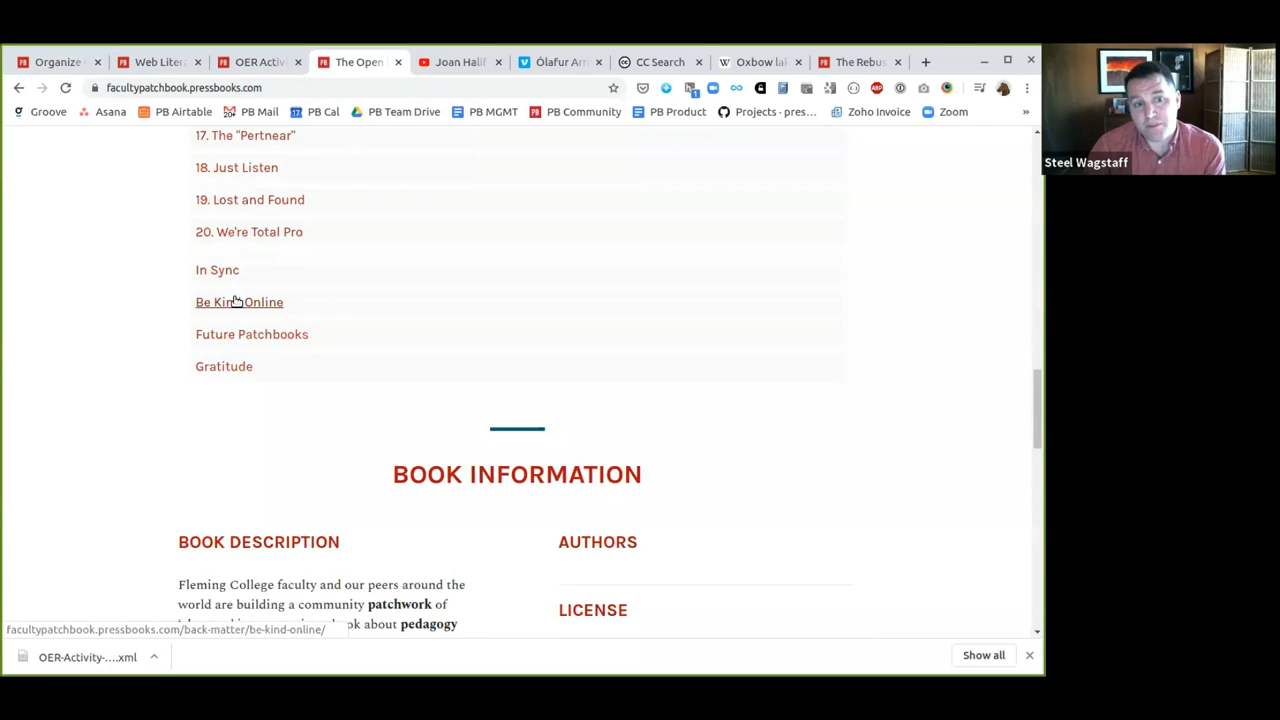 Organize
Web Liter
OER Activ
The Open
Joan Halif
Ólafur Arn
CC Search
Oxbow lak
The Rebus
facultypatchbook.pressbooks.com
Groove
Asana
PB Airtable
PB Mail
PB Cal
PB Team Drive
PB MGMT
PB Community
PB Product
Projects · pres…
Zoho Invoice
Zoom
»
17. The "Pertnear"
18. Just Listen
19. Lost and Found
20. We're Total Pro
In Sync
Be Kind Online
Future Patchbooks
Gratitude
BOOK INFORMATION
BOOK DESCRIPTION
AUTHORS
Fleming College faculty and our peers around the
world are building a community patchwork of
LICENSE
ook about pedagogy
facultypatchbook.pressbooks.com/back-matter/be-kind-online/
OER-Activity-....xml
Show all
Steel Wagstaff